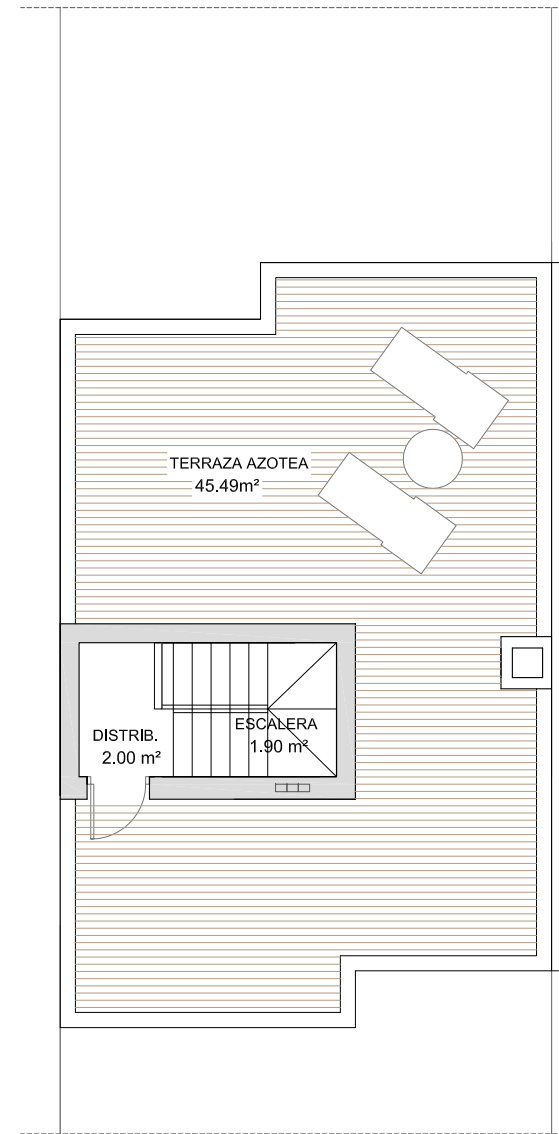 TERRAZA AZOTEA
45.49m²
ESCALERA
1.90 m²
DISTRIB.
2.00 m²